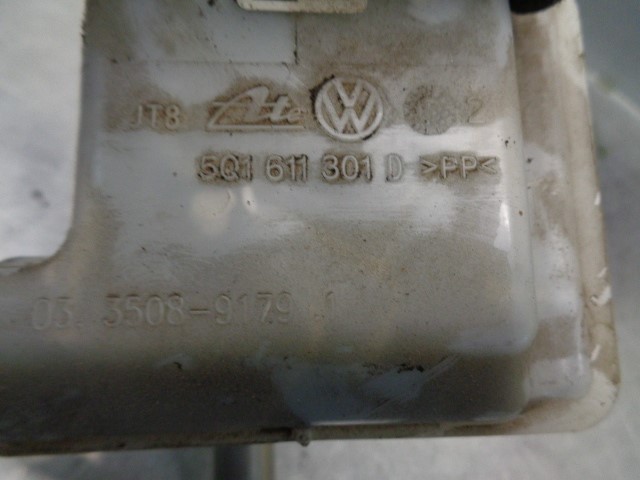 JT8 Ate VW 2
5Q1 611 301 D >PP<
03. 3508-9179